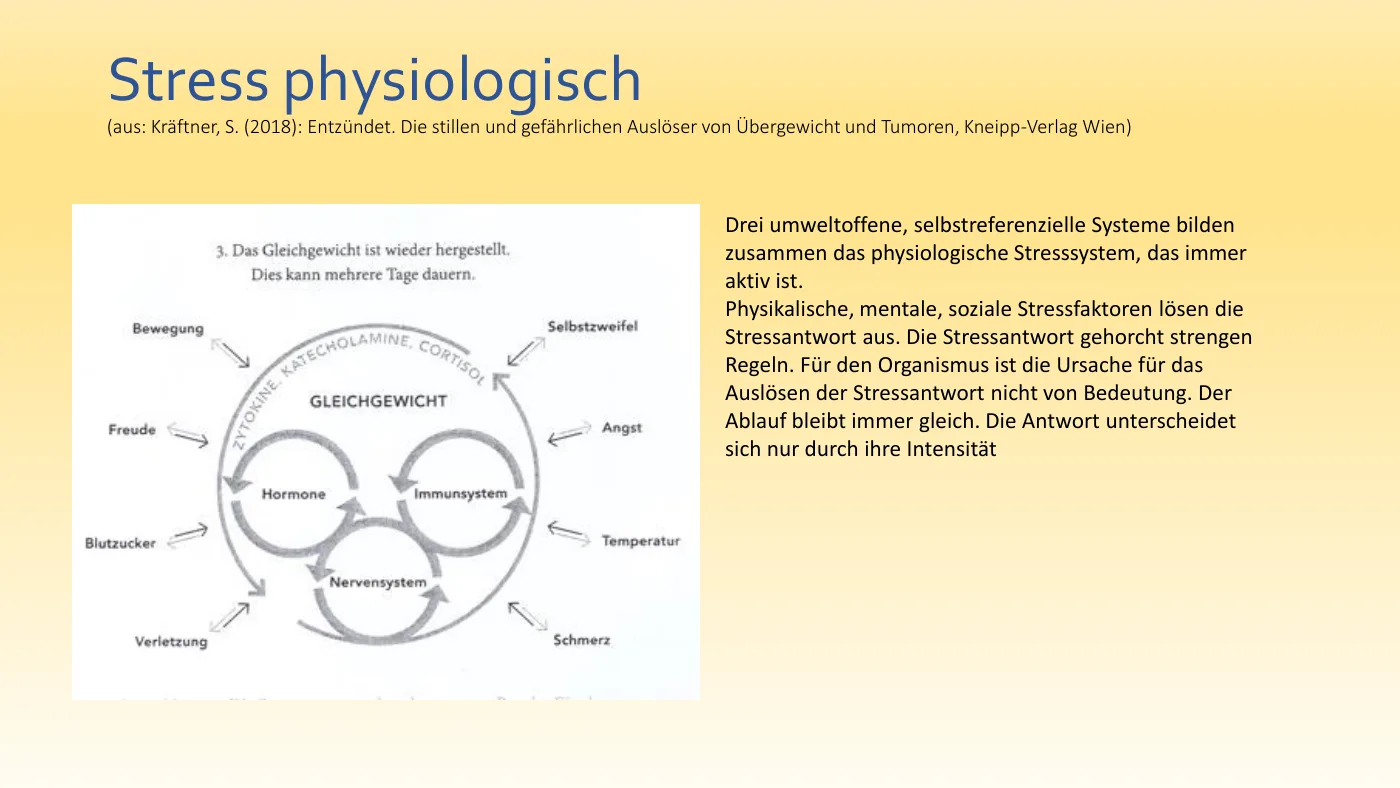 Stress physiologisch
(aus: Kräftner, S. (2018): Entzündet. Die stillen und gefährlichen Auslöser von Übergewicht und Tumoren, Kneipp-Verlag Wien)
3. Das Gleichgewicht ist wieder hergestellt.
Dies kann mehrere Tage dauern.
Bewegung
Selbstzweifel
ZYTOKINE, KATECHOLAMINE, CORTISOL
GLEICHGEWICHT
Freude
Angst
Hormone
Immunsystem
Blutzucker
Temperatur
Nervensystem
Verletzung
Schmerz
Drei umweltoffene, selbstreferenzielle Systeme bilden
zusammen das physiologische Stresssystem, das immer
aktiv ist.
Physikalische, mentale, soziale Stressfaktoren lösen die
Stressantwort aus. Die Stressantwort gehorcht strengen
Regeln. Für den Organismus ist die Ursache für das
Auslösen der Stressantwort nicht von Bedeutung. Der
Ablauf bleibt immer gleich. Die Antwort unterscheidet
sich nur durch ihre Intensität